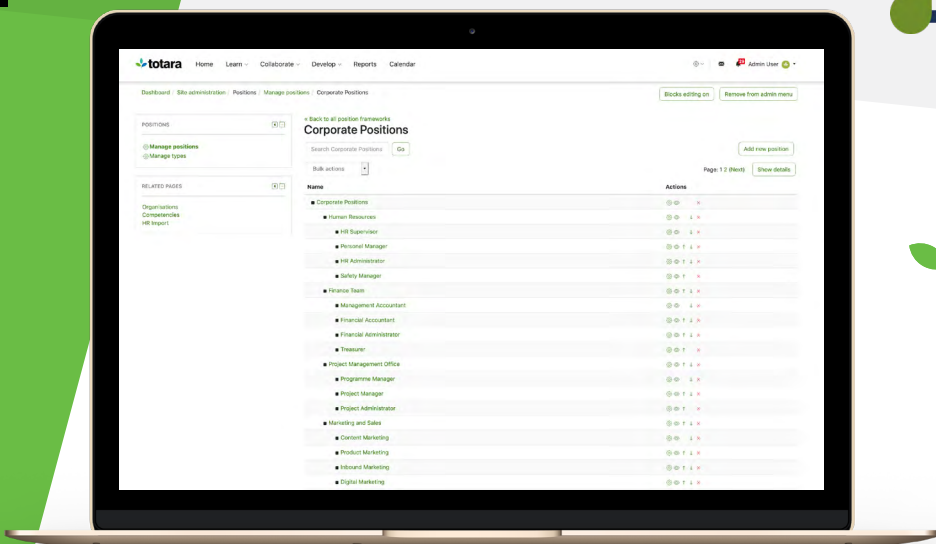 totara Home Learn Collaborate Develop Reports Calendar Admin User
Dashboard / Site administration / Positions / Manage positions / Corporate Positions
Blocks editing on Remove from admin menu
POSITIONS
Manage positions
Manage types
RELATED PAGES
Organisations
Competencies
HR Import
« Back to all position frameworks
Corporate Positions
Search Corporate Positions Go
Add new position
Bulk actions
Page: 1 2 (Next) Show details
Name Actions
Corporate Positions
Human Resources
HR Supervisor
Personel Manager
HR Administrator
Safety Manager
Finance Team
Management Accountant
Financial Accountant
Financial Administrator
Treasurer
Project Management Office
Programme Manager
Project Manager
Project Administrator
Marketing and Sales
Content Marketing
Product Marketing
Inbound Marketing
Digital Marketing